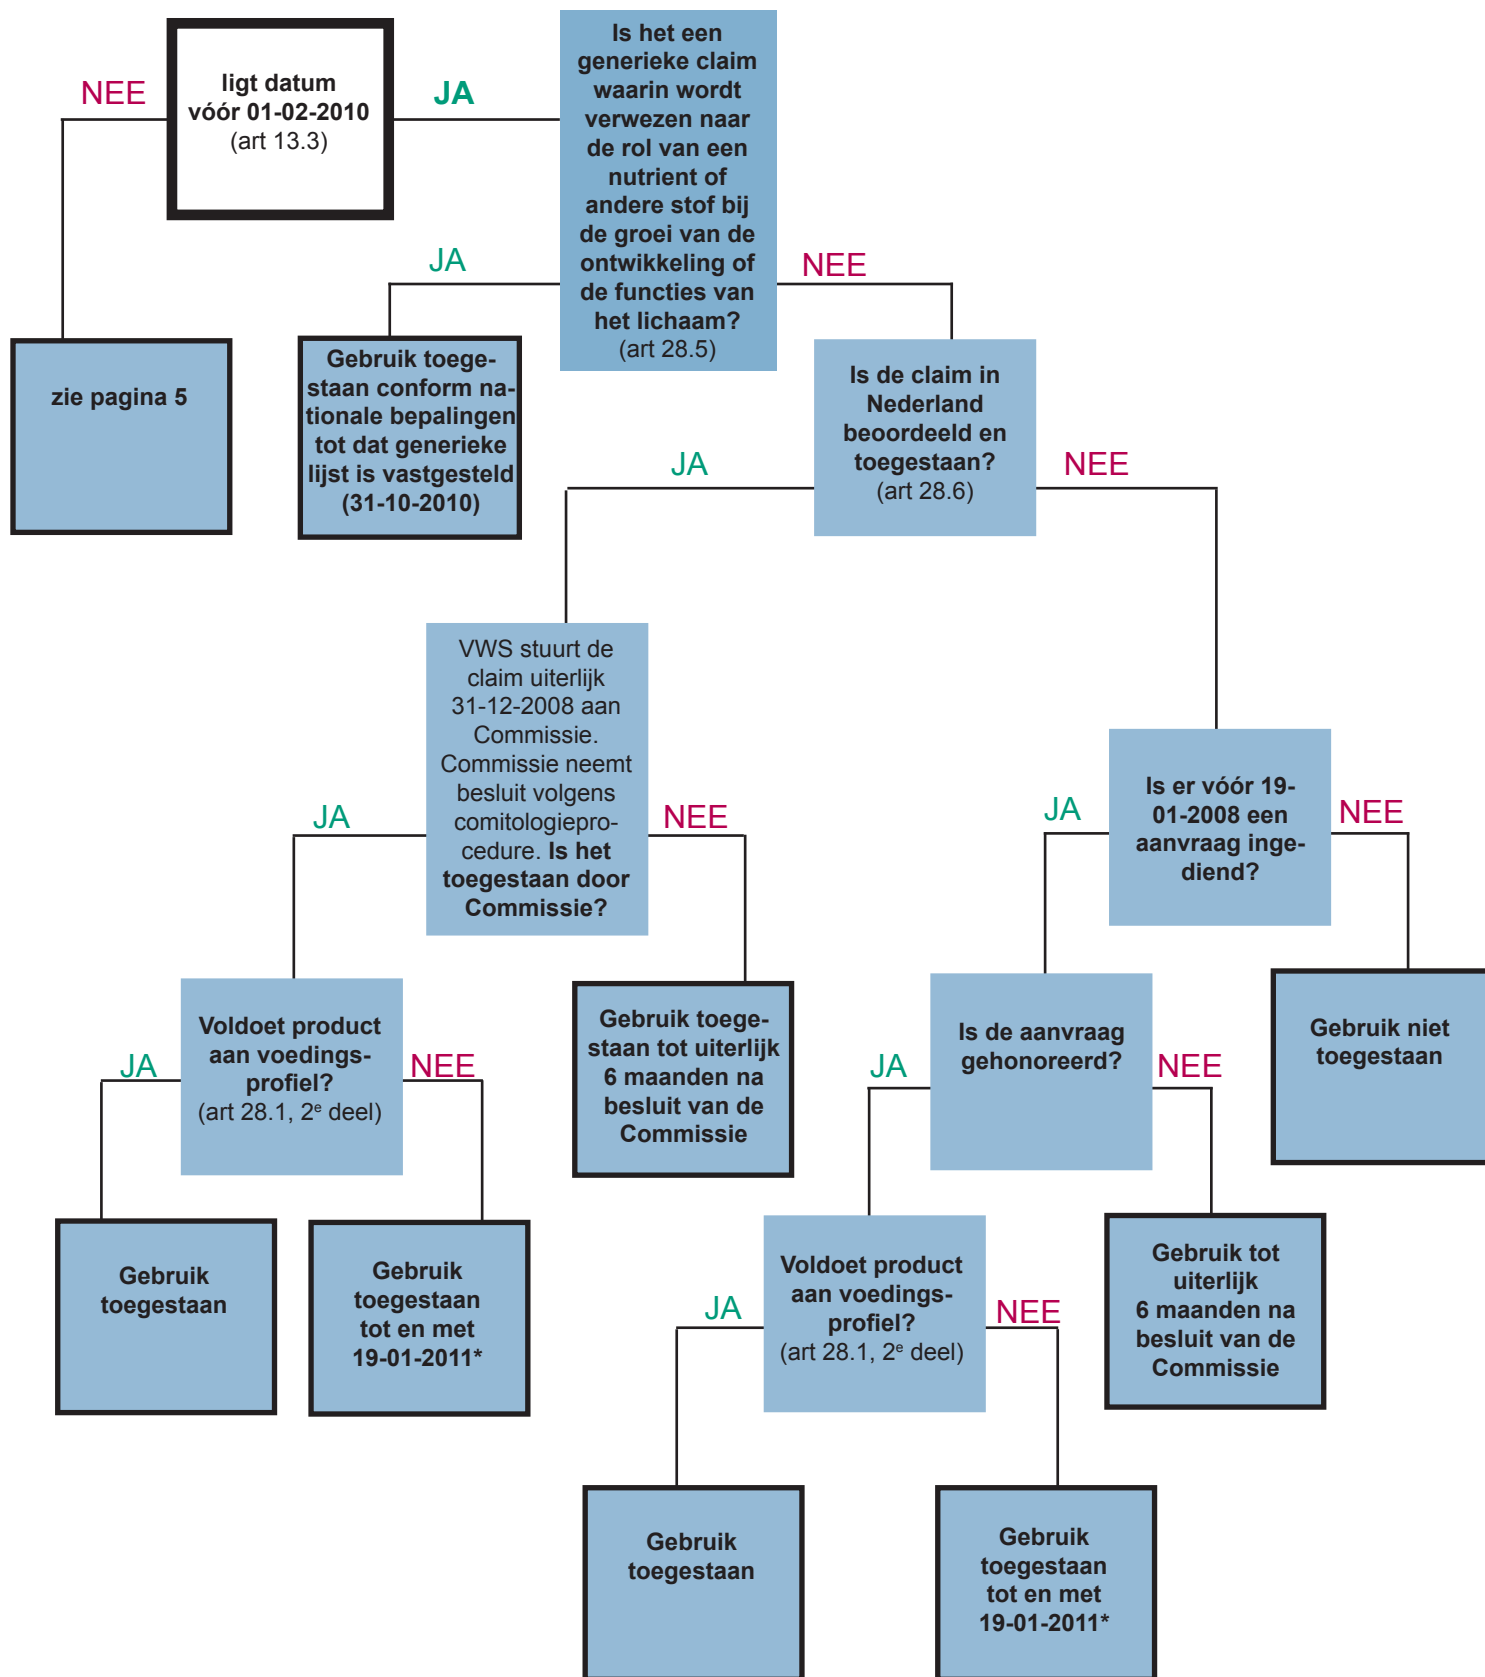 NEE
ligt datum
vóór 01-02-2010
(art 13.3)
JA
Is het een
generieke claim
waarin wordt
verwezen naar
de rol van een
nutrient of
andere stof bij
de groei van de
ontwikkeling of
de functies van
het lichaam?
(art 28.5)
JA
NEE
zie pagina 5
Gebruik toege-
staan conform na-
tionale bepalingen
tot dat generieke
lijst is vastgesteld
(31-10-2010)
Is de claim in
Nederland
beoordeeld en
toegestaan?
(art 28.6)
JA
NEE
VWS stuurt de
claim uiterlijk
31-12-2008 aan
Commissie.
Commissie neemt
besluit volgens
comitologiepro-
cedure. Is het
toegestaan door
Commissie?
JA
NEE
Is er vóór 19-
01-2008 een
aanvraag inge-
diend?
JA
NEE
Voldoet product
aan voedings-
profiel?
(art 28.1, 2e deel)
JA
NEE
Gebruik toege-
staan tot uiterlijk
6 maanden na
besluit van de
Commissie
Is de aanvraag
gehonoreerd?
JA
NEE
Gebruik niet
toegestaan
Gebruik
toegestaan
Gebruik
toegestaan
tot en met
19-01-2011*
Voldoet product
aan voedings-
profiel?
(art 28.1, 2e deel)
JA
NEE
Gebruik tot
uiterlijk
6 maanden na
besluit van de
Commissie
Gebruik
toegestaan
Gebruik
toegestaan
tot en met
19-01-2011*